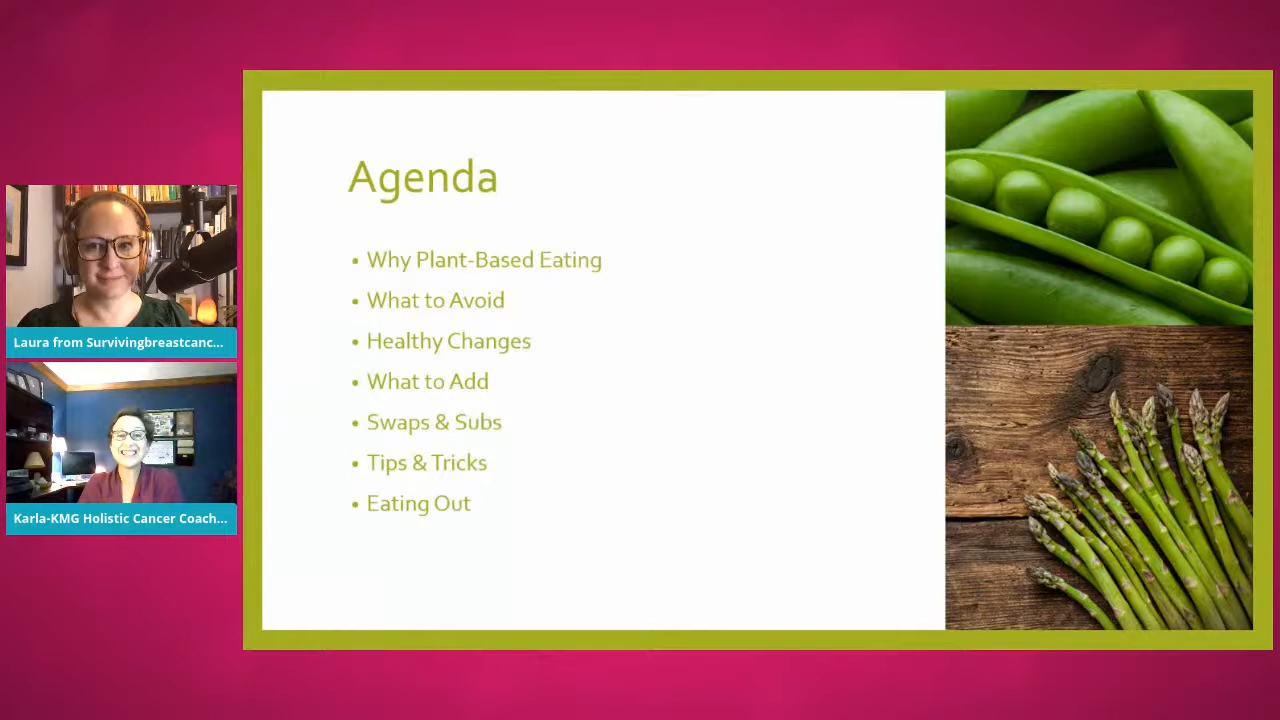 Agenda
• Why Plant-Based Eating
• What to Avoid
• Healthy Changes
• What to Add
• Swaps & Subs
• Tips & Tricks
• Eating Out
Laura from Survivingbreastcanc...
Karla-KMG Holistic Cancer Coach...